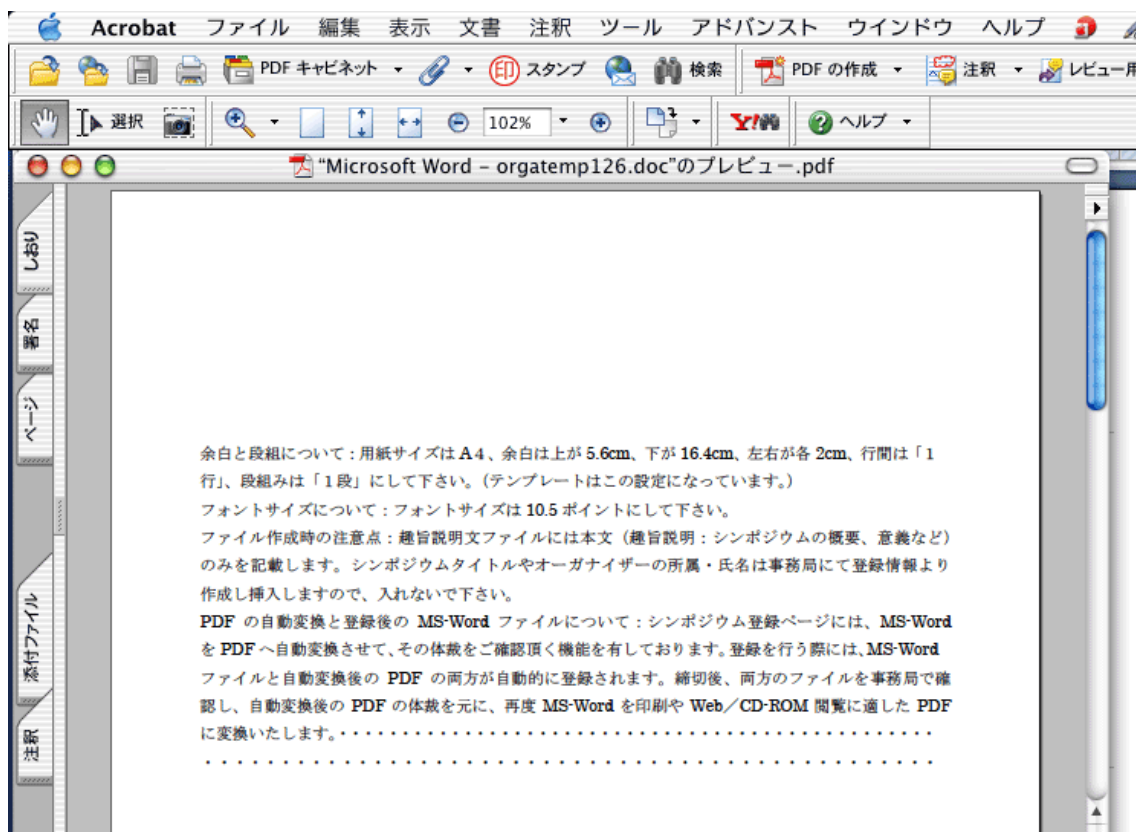 Acrobat ファイル 編集 表示 文書 注釈 ツール アドバンスト ウインドウ ヘルプ
PDF キャビネット 印 スタンプ 検索 PDF の作成 注釈 レビュー用
選択 102% Y! ヘルプ
“Microsoft Word – orgatemp126.doc”のプレビュー.pdf
しおり
署名
ページ
添付ファイル
注釈
余白と段組について：用紙サイズは A４、余白は上が 5.6cm、下が 16.4cm、左右が各 2cm、行間は「１
行」、段組みは「１段」にして下さい。（テンプレートはこの設定になっています。）
フォントサイズについて：フォントサイズは 10.5 ポイントにして下さい。
ファイル作成時の注意点：趣旨説明文ファイルには本文（趣旨説明：シンポジウムの概要、意義など）
のみを記載します。シンポジウムタイトルやオーガナイザーの所属・氏名は事務局にて登録情報より
作成し挿入しますので、入れないで下さい。
PDF の自動変換と登録後の MS-Word ファイルについて：シンポジウム登録ページには、MS-Word
を PDF へ自動変換させて、その体裁をご確認頂く機能を有しております。登録を行う際には、MS-Word
ファイルと自動変換後の PDF の両方が自動的に登録されます。締切後、両方のファイルを事務局で確
認し、自動変換後の PDF の体裁を元に、再度 MS-Word を印刷や Web／CD-ROM 閲覧に適した PDF
に変換いたします。・・・・・・・・・・・・・・・・・・・・・・・・・・・・・・・・・・・・・・・・・・・・・・・
・・・・・・・・・・・・・・・・・・・・・・・・・・・・・・・・・・・・・・・・・・・・・・・